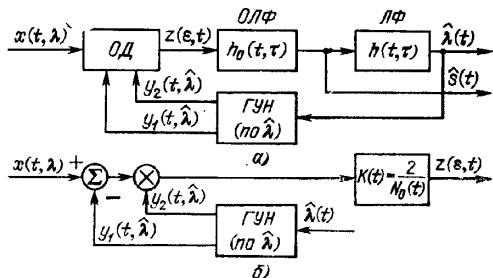 ОЛФ ЛФ
x(t,λ) ОД z(ε,t) h₀(t,τ) h(t,τ) λ̂(t)
ŝ(t)
y₂(t,λ̂)
y₁(t,λ̂) ГУН (по λ̂)
а)
x(t,λ) + Σ − × K(t)=2/N₀(t) z(ε,t)
y₂(t,λ̂)
y₁(t,λ̂) ГУН (по λ̂) λ̂(t)
б)